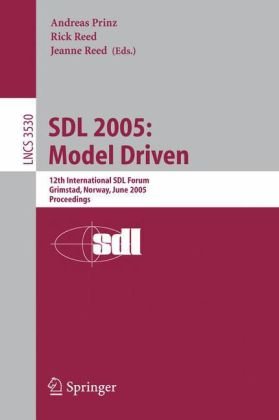 Andreas Prinz
Rick Reed
Jeanne Reed (Eds.)
LNCS 3530
SDL 2005:
Model Driven
12th International SDL Forum
Grimstad, Norway, June 2005
Proceedings
sdl
Springer